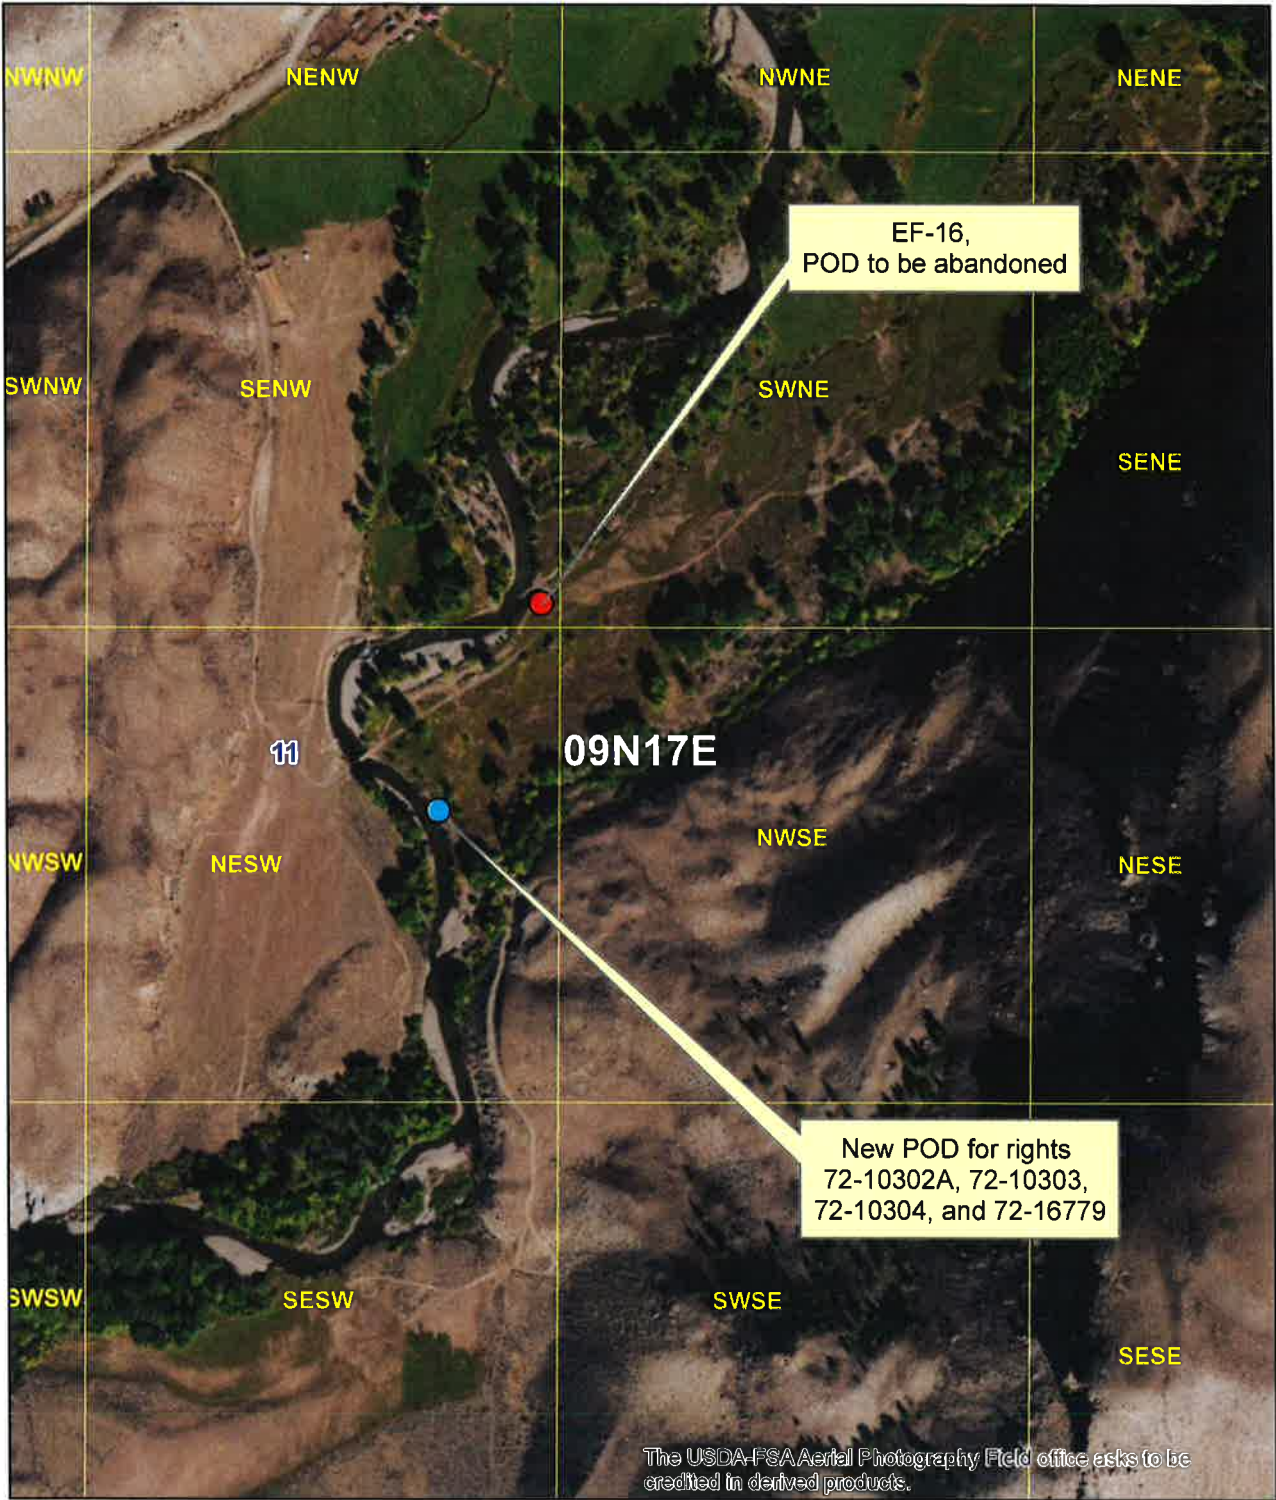 NWNW
NENW
NWNE
NENE
EF-16,
POD to be abandoned
SWNW
SENW
SWNE
SENE
11
09N17E
NWSW
NESW
NWSE
NESE
New POD for rights
72-10302A, 72-10303,
72-10304, and 72-16779
SWSW
SESW
SWSE
SESE
The USDA-FSA Aerial Photography Field office asks to be
credited in derived products.